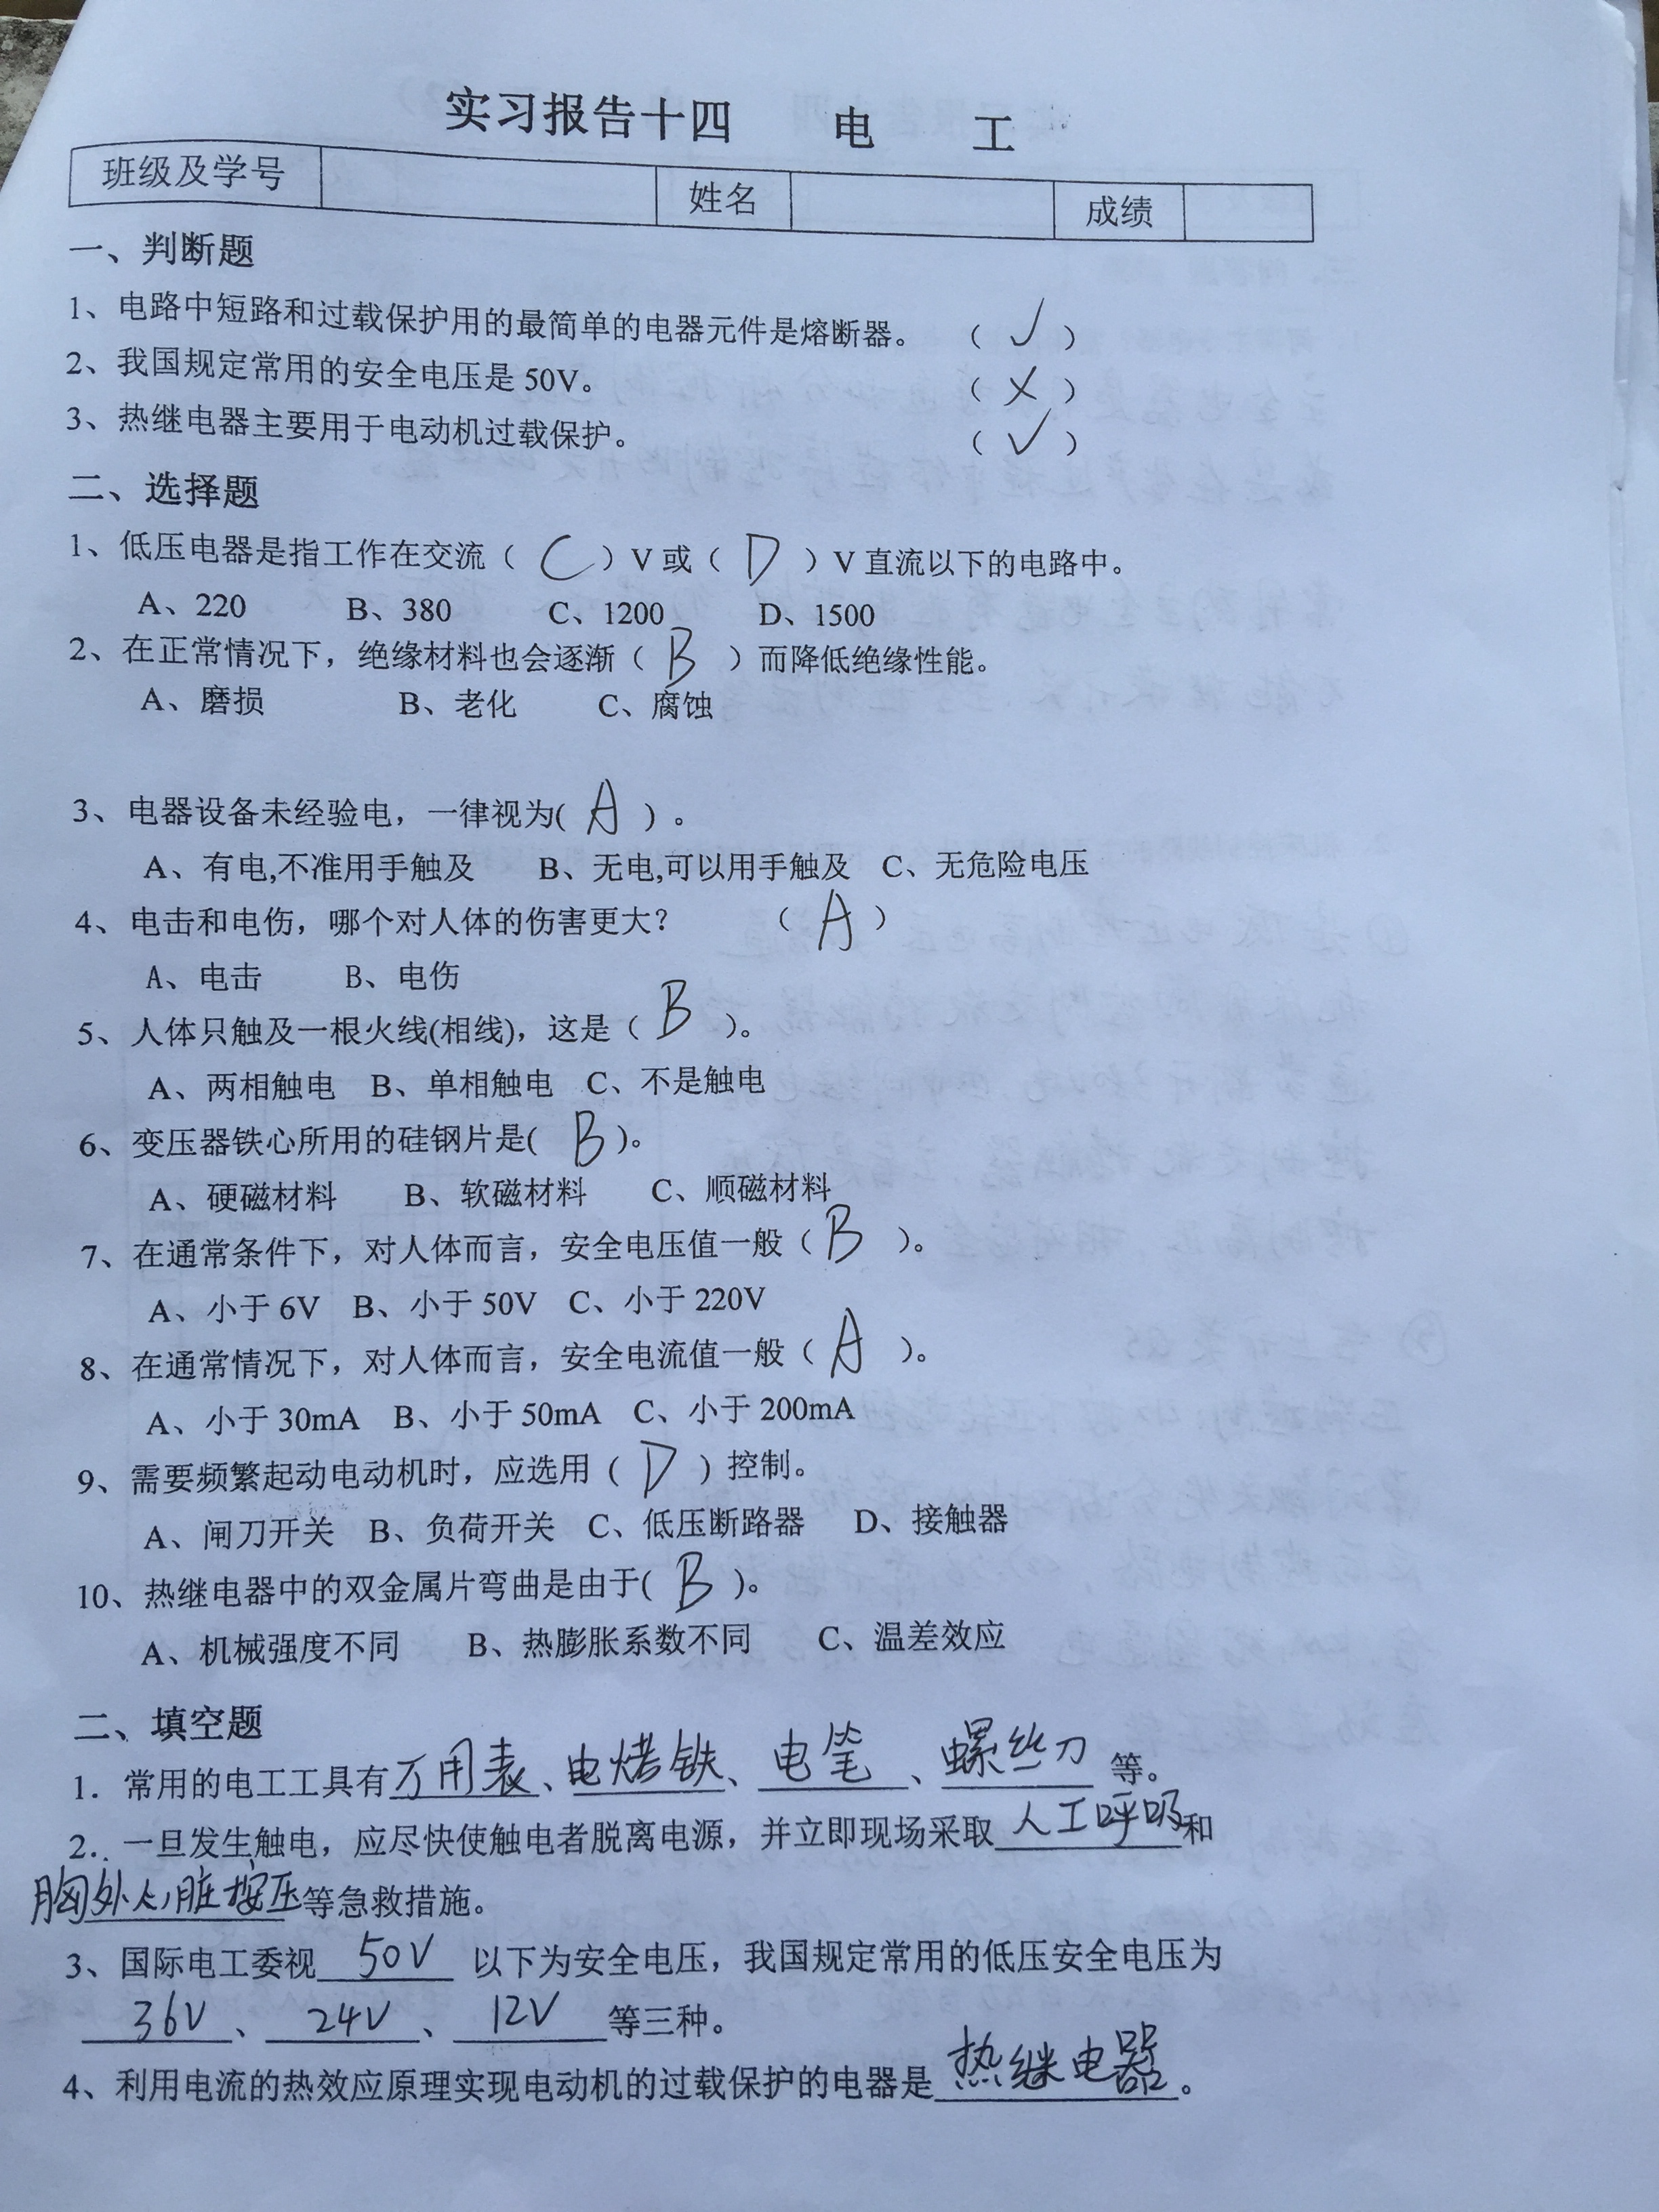 实习报告十四 电 工
班级及学号 姓名 成绩
一、判断题
1、电路中短路和过载保护用的最简单的电器元件是熔断器。 （ ✓ ）
2、我国规定常用的安全电压是 50V。 （ × ）
3、热继电器主要用于电动机过载保护。 （ ✓ ）
二、选择题
1、低压电器是指工作在交流（ C ）V 或（ D ）V 直流以下的电路中。
A、220 B、380 C、1200 D、1500
2、在正常情况下，绝缘材料也会逐渐（ B ）而降低绝缘性能。
A、磨损 B、老化 C、腐蚀
3、电器设备未经验电，一律视为( A ) 。
A、有电,不准用手触及 B、无电,可以用手触及 C、无危险电压
4、电击和电伤，哪个对人体的伤害更大? （ A ）
A、电击 B、电伤
5、人体只触及一根火线(相线)，这是（ B ）。
A、两相触电 B、单相触电 C、不是触电
6、变压器铁心所用的硅钢片是( B )。
A、硬磁材料 B、软磁材料 C、顺磁材料
7、在通常条件下，对人体而言，安全电压值一般（ B ）。
A、小于 6V B、小于 50V C、小于 220V
8、在通常情况下，对人体而言，安全电流值一般（ A ）。
A、小于 30mA B、小于 50mA C、小于 200mA
9、需要频繁起动电动机时，应选用（ D ）控制。
A、闸刀开关 B、负荷开关 C、低压断路器 D、接触器
10、热继电器中的双金属片弯曲是由于( B )。
A、机械强度不同 B、热膨胀系数不同 C、温差效应
二、填空题
1．常用的电工工具有万用表、电烤铁、电笔、螺丝刀 等。
2.．一旦发生触电，应尽快使触电者脱离电源，并立即现场采取人工呼吸和
胸外心脏按压等急救措施。
3、国际电工委视 50V 以下为安全电压，我国规定常用的低压安全电压为
36V、24V、12V 等三种。
4、利用电流的热效应原理实现电动机的过载保护的电器是热继电器。